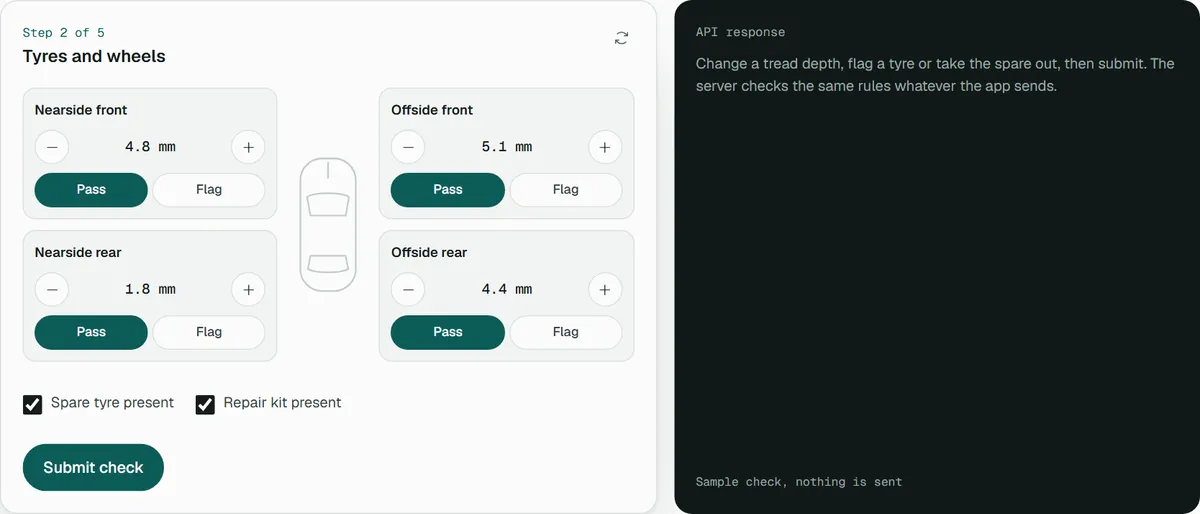 Step 2 of 5
Tyres and wheels
Nearside front
4.8 mm
Pass
Flag
Offside front
5.1 mm
Pass
Flag
Nearside rear
1.8 mm
Pass
Flag
Offside rear
4.4 mm
Pass
Flag
Spare tyre present
Repair kit present
Submit check
API response
Change a tread depth, flag a tyre or take the spare out, then submit. The
server checks the same rules whatever the app sends.
Sample check, nothing is sent